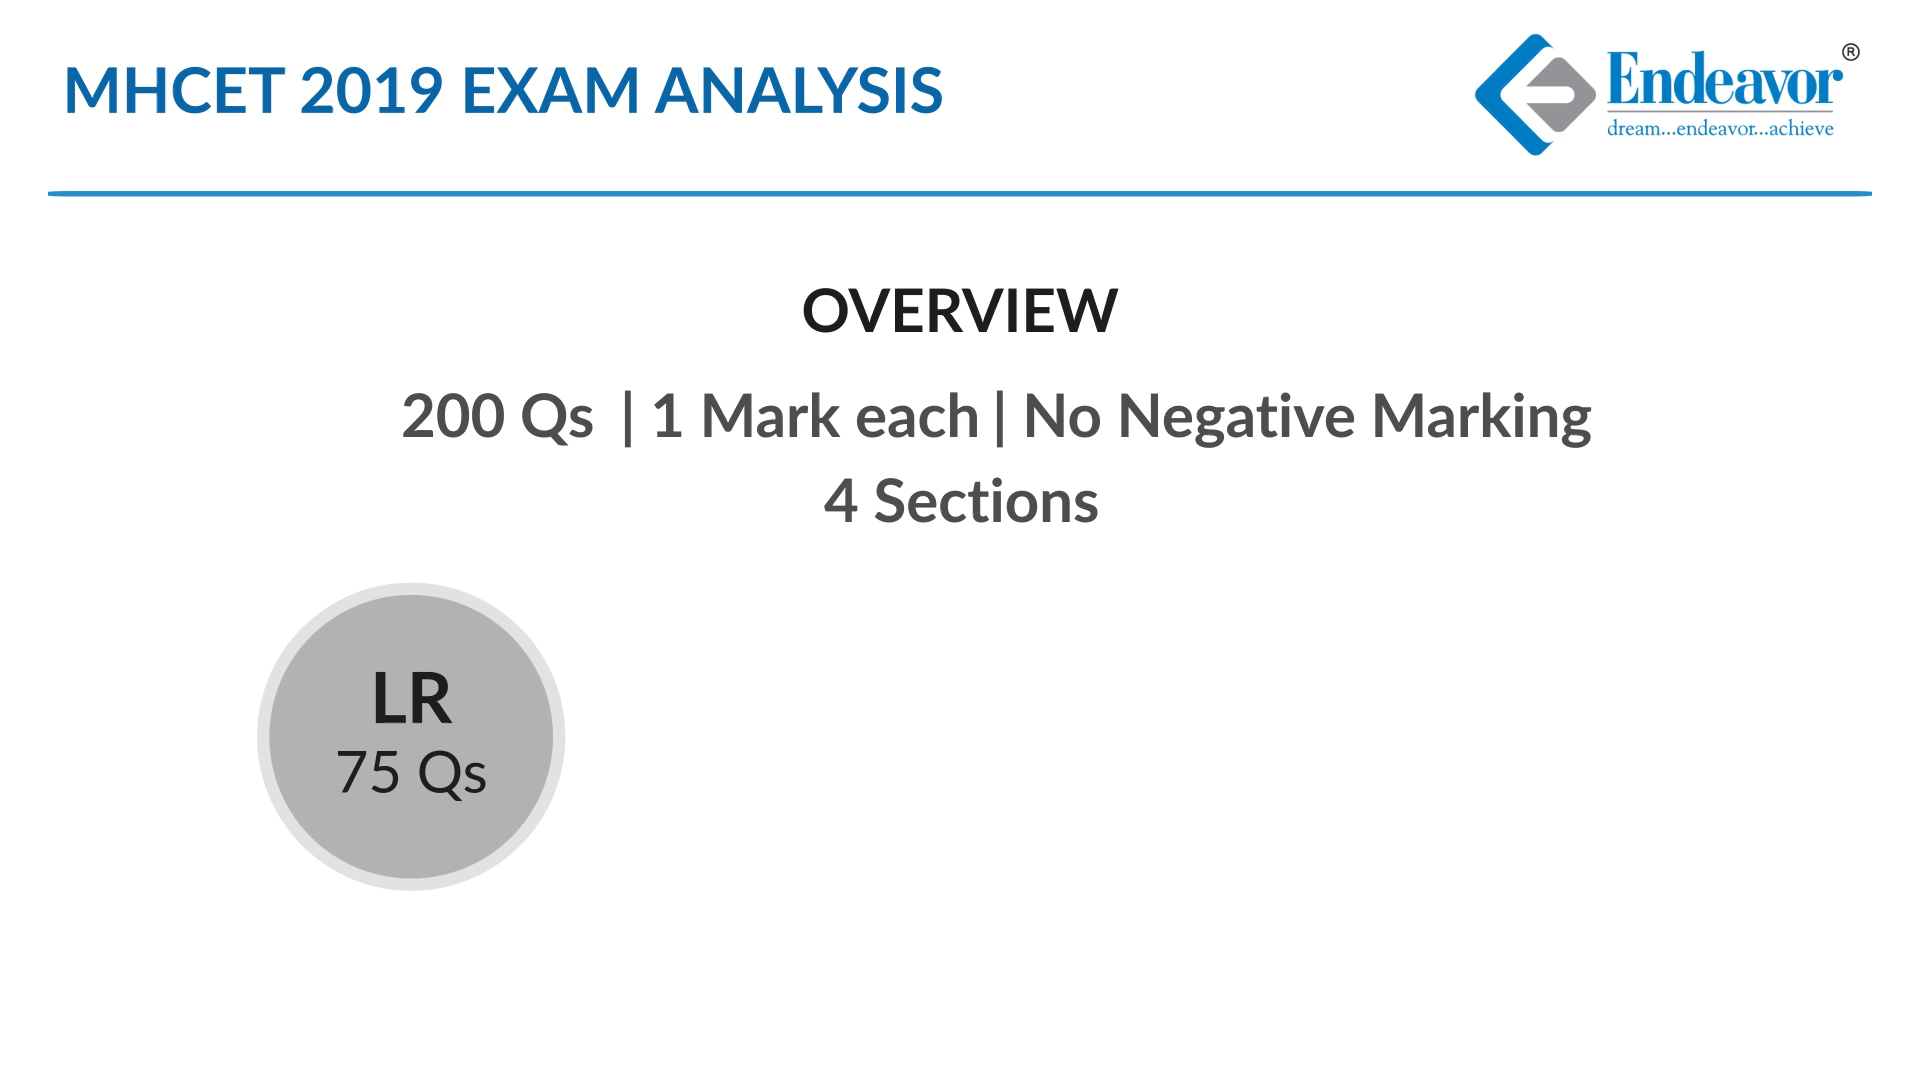 MHCET 2019 EXAM ANALYSIS
Endeavor®
dream...endeavor...achieve
OVERVIEW
200 Qs | 1 Mark each | No Negative Marking
4 Sections
LR
75 Qs